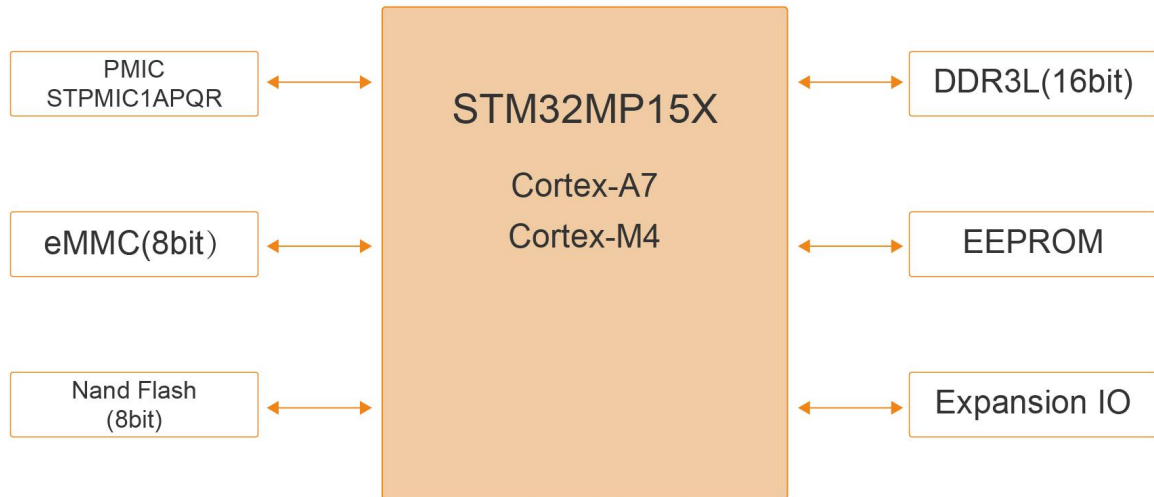 PMIC
STPMIC1APQR
eMMC(8bit）
Nand Flash
(8bit)
STM32MP15X
Cortex-A7
Cortex-M4
DDR3L(16bit)
EEPROM
Expansion IO